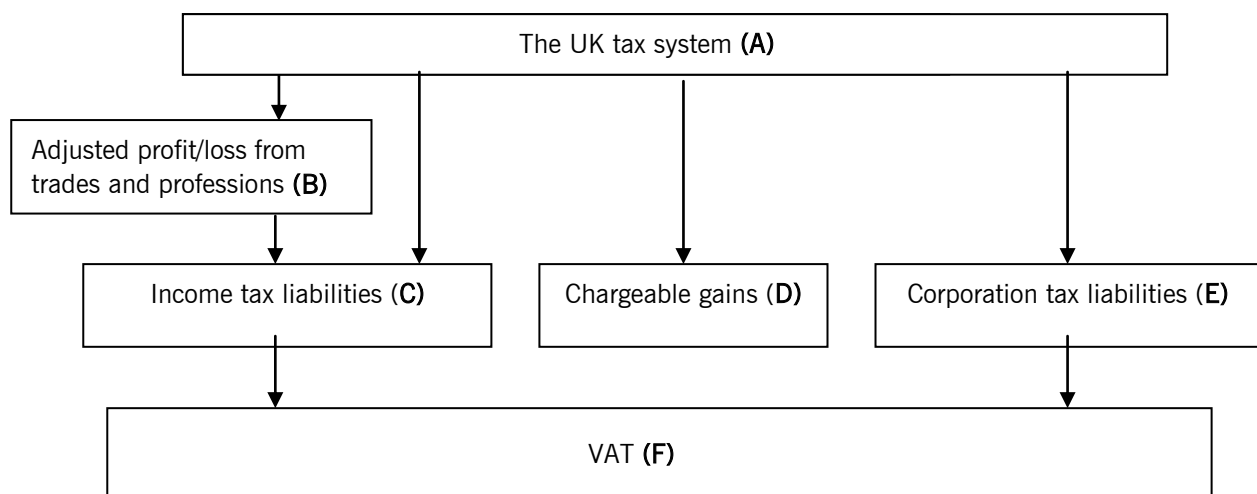 The UK tax system (A)
Adjusted profit/loss from
trades and professions (B)
Income tax liabilities (C)
Chargeable gains (D)
Corporation tax liabilities (E)
VAT (F)